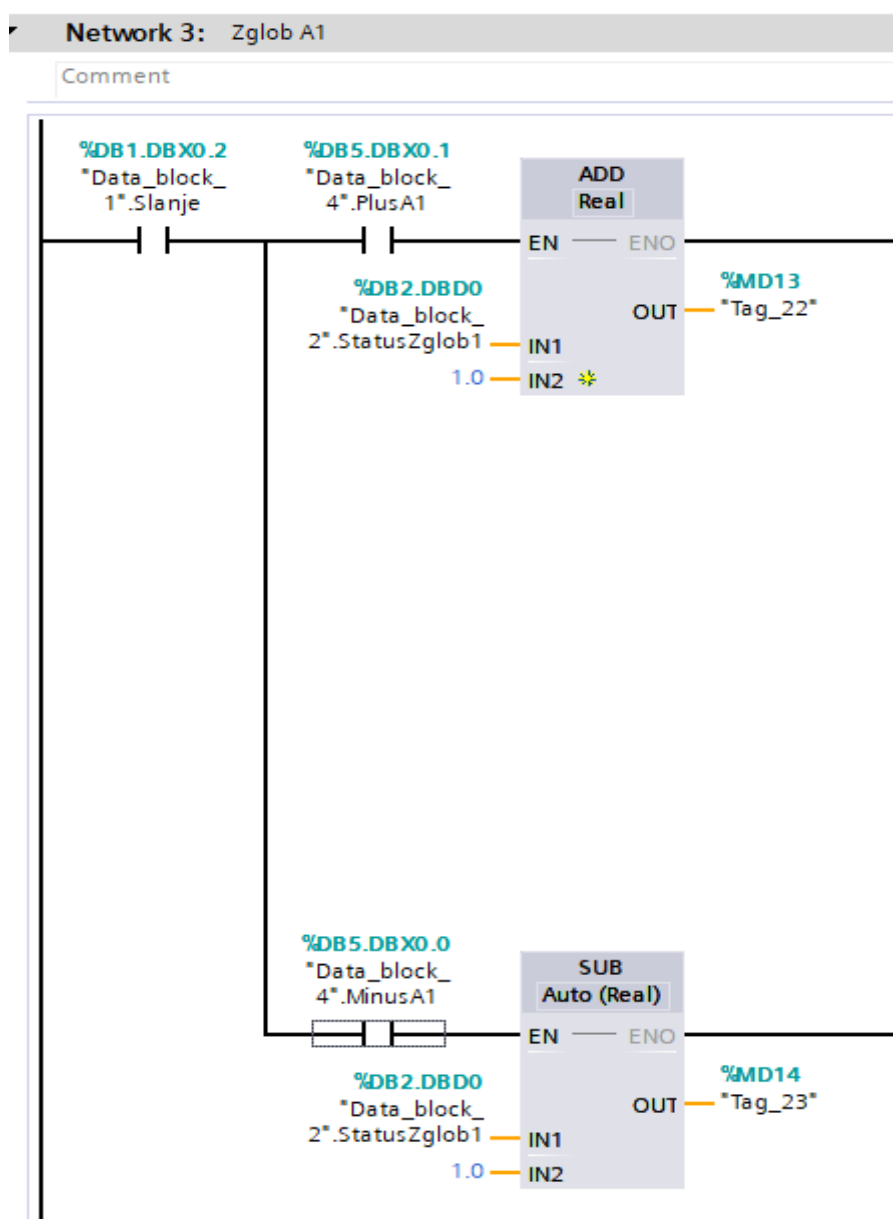 Network 3: Zglob A1
Comment
%DB1.DBX0.2
"Data_block_
1".Slanje
%DB5.DBX0.1
"Data_block_
4".PlusA1
ADD
Real
EN
ENO
%DB2.DBD0
"Data_block_
2".StatusZglob1
IN1
1.0
IN2
OUT
%MD13
"Tag_22"
%DB5.DBX0.0
"Data_block_
4".MinusA1
SUB
Auto (Real)
EN
ENO
%DB2.DBD0
"Data_block_
2".StatusZglob1
IN1
1.0
IN2
OUT
%MD14
"Tag_23"